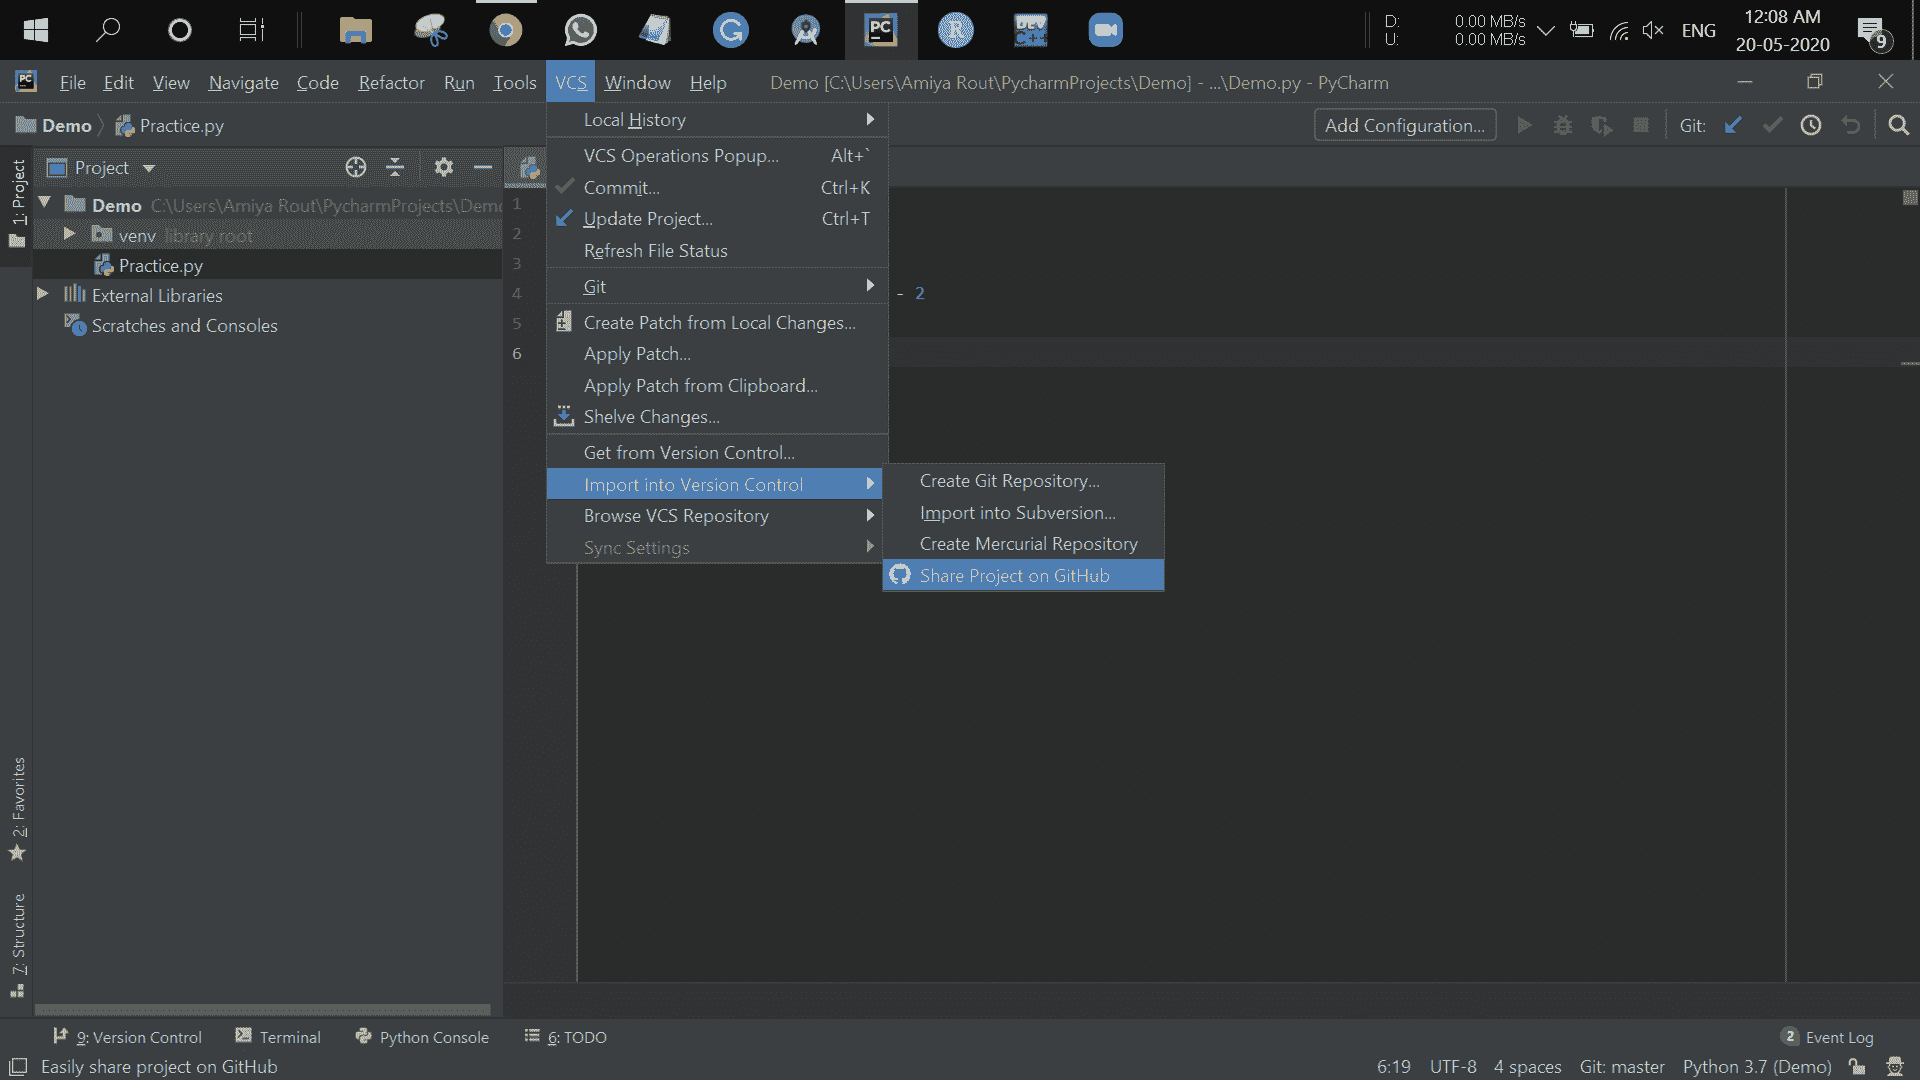 D: 0.00 MB/s
U: 0.00 MB/s
ENG
12:08 AM
20-05-2020
9
PC
R
DEV C++
PC File Edit View Navigate Code Refactor Run Tools VCS Window Help Demo [C:\Users\Amiya Rout\PycharmProjects\Demo] - ...\Demo.py - PyCharm
Demo Practice.py
Add Configuration... Git:
1: Project
Project
Demo C:\Users\Amiya Rout\PycharmProjects\Demo
venv library root
Practice.py
External Libraries
Scratches and Consoles
1
2
3
4 - 2
5
6
Local History
VCS Operations Popup... Alt+`
Commit... Ctrl+K
Update Project... Ctrl+T
Refresh File Status
Git
Create Patch from Local Changes...
Apply Patch...
Apply Patch from Clipboard...
Shelve Changes...
Get from Version Control...
Import into Version Control
Browse VCS Repository
Sync Settings
Create Git Repository...
Import into Subversion...
Create Mercurial Repository
Share Project on GitHub
2: Favorites
7: Structure
9: Version Control Terminal Python Console 6: TODO 2 Event Log
Easily share project on GitHub 6:19 UTF-8 4 spaces Git: master Python 3.7 (Demo)